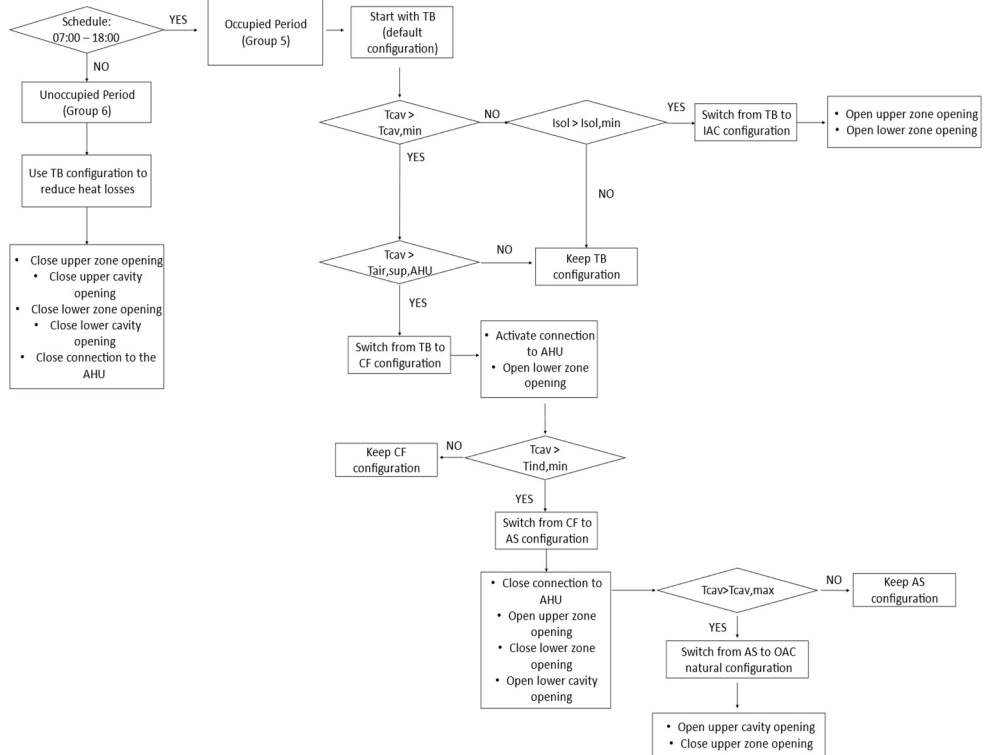 Schedule:
07:00 – 18:00
YES
Occupied Period
(Group 5)
Start with TB
(default
configuration)
NO
Unoccupied Period
(Group 6)
Use TB configuration to
reduce heat losses
• Close upper zone opening
• Close upper cavity
opening
• Close lower zone opening
• Close lower cavity
opening
• Close connection to the
AHU
Tcav >
Tcav,min
NO
Isol > Isol,min
YES
Switch from TB to
IAC configuration
• Open upper zone opening
• Open lower zone opening
YES
NO
Tcav >
Tair,sup,AHU
NO
Keep TB
configuration
YES
Switch from TB to
CF configuration
• Activate connection
to AHU
• Open lower zone
opening
Tcav >
Tind,min
NO
Keep CF
configuration
YES
Switch from CF to
AS configuration
• Close connection to
AHU
• Open upper zone
opening
• Close lower zone
opening
• Open lower cavity
opening
Tcav>Tcav,max
NO
Keep AS
configuration
YES
Switch from AS to OAC
natural configuration
• Open upper cavity opening
• Close upper zone opening